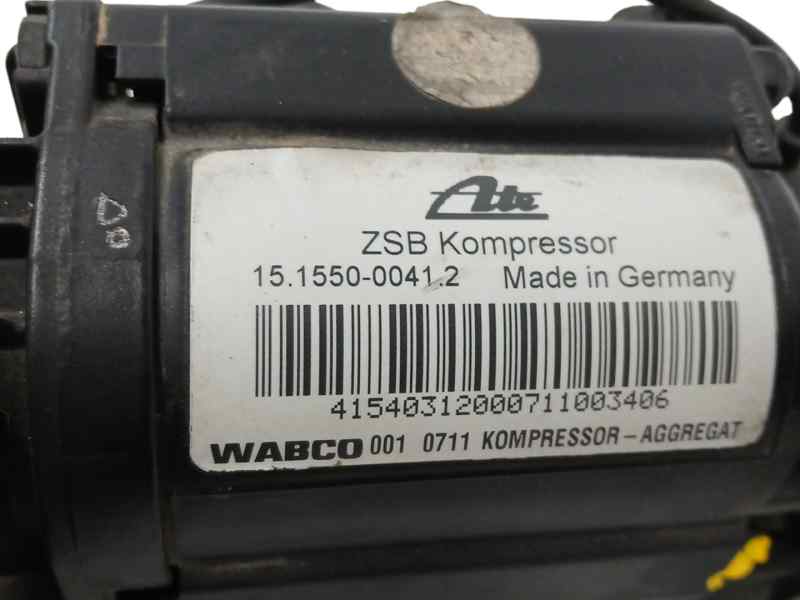 Ate
ZSB Kompressor
15.1550-0041.2 Made in Germany
41540312000711003406
WABCO 001 0711 KOMPRESSOR-AGGREGAT